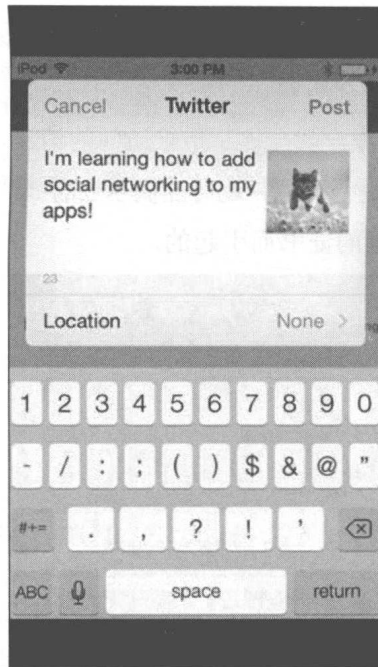 iPod 3:00 PM
Cancel Twitter Post
I'm learning how to add
social networking to my
apps!
23
Location None >
1 2 3 4 5 6 7 8 9 0
- / : ; ( ) $ & @ "
#+= . , ? ! '
ABC space return